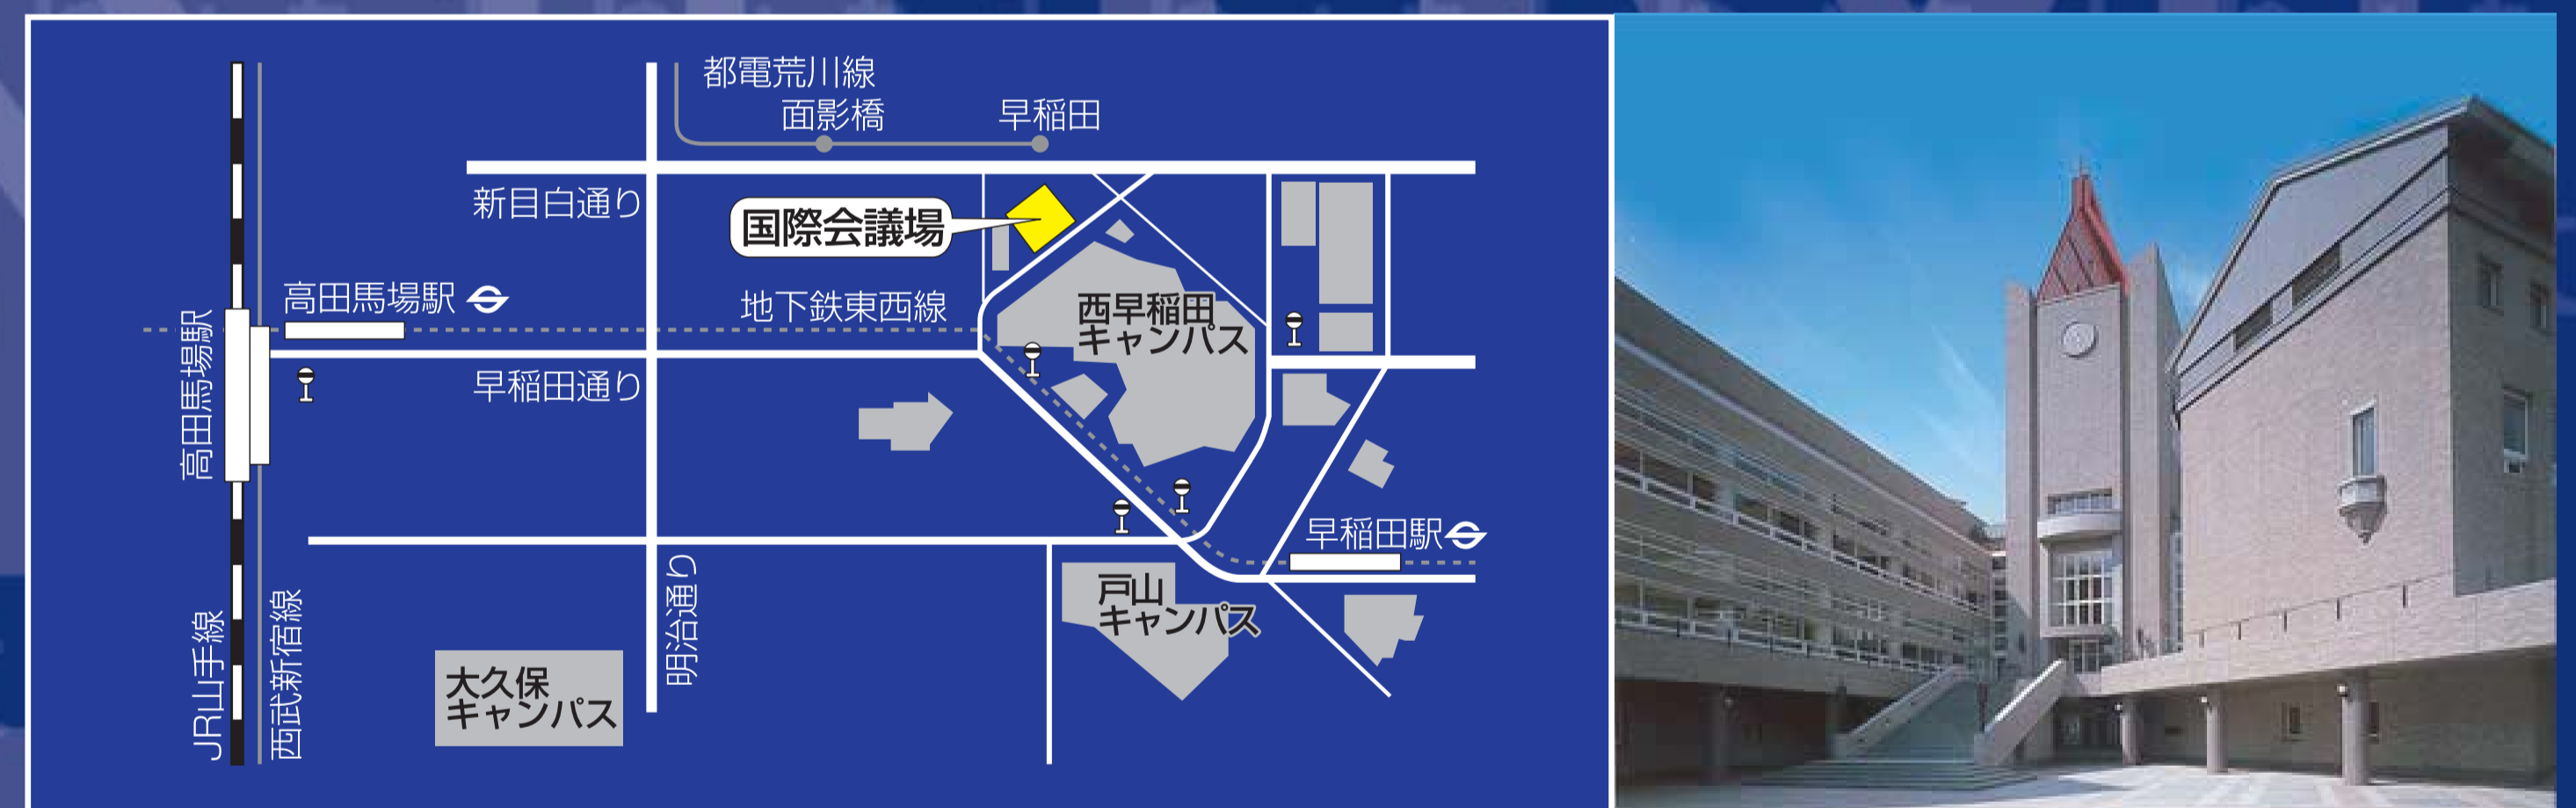 都電荒川線
面影橋
早稲田
新目白通り
国際会議場
高田馬場駅
地下鉄東西線
西早稲田
キャンパス
高田馬場駅
早稲田通り
早稲田駅
戸山
キャンパス
明治通り
JR山手線
西武新宿線
大久保
キャンパス